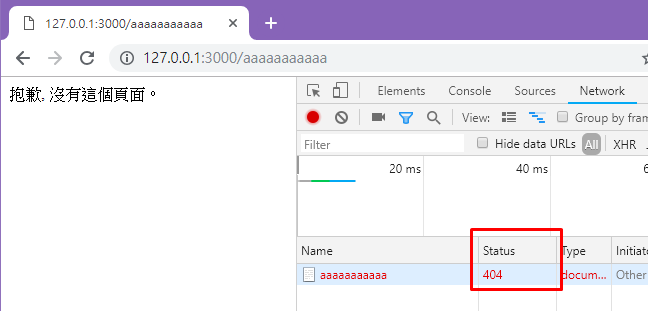 127.0.0.1:3000/aaaaaaaaaaa
127.0.0.1:3000/aaaaaaaaaaa
抱歉, 沒有這個頁面。
Elements Console Sources Network
View: Group by fram
Filter Hide data URLs All XHR
20 ms 40 ms 6
Name Status Type Initiato
aaaaaaaaaaa 404 docum... Other